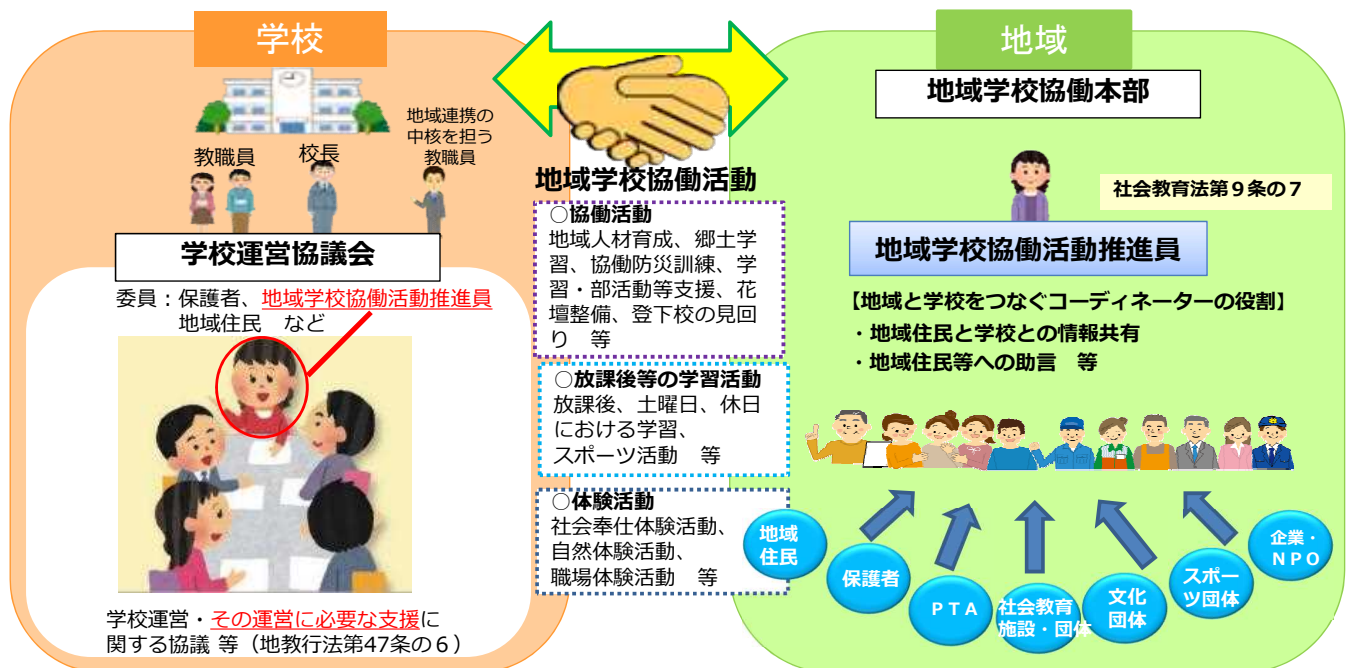 学校
教職員
校長
地域連携の
中核を担う
教職員
学校運営協議会
委員：保護者、地域学校協働活動推進員
地域住民　など
学校運営・その運営に必要な支援に
関する協議 等（地教行法第47条の６）
地域学校協働活動
○協働活動
地域人材育成、郷土学
習、協働防災訓練、学
習・部活動等支援、花
壇整備、登下校の見回
り　等
○放課後等の学習活動
放課後、土曜日、休日
における学習、
スポーツ活動　等
○体験活動
社会奉仕体験活動、
自然体験活動、
職場体験活動　等
地域
地域学校協働本部
社会教育法第９条の７
地域学校協働活動推進員
【地域と学校をつなぐコーディネーターの役割】
・地域住民と学校との情報共有
・地域住民等への助言　等
地域
住民
保護者
ＰＴＡ
社会教育
施設・団体
文化
団体
スポー
ツ団体
企業・
ＮＰＯ